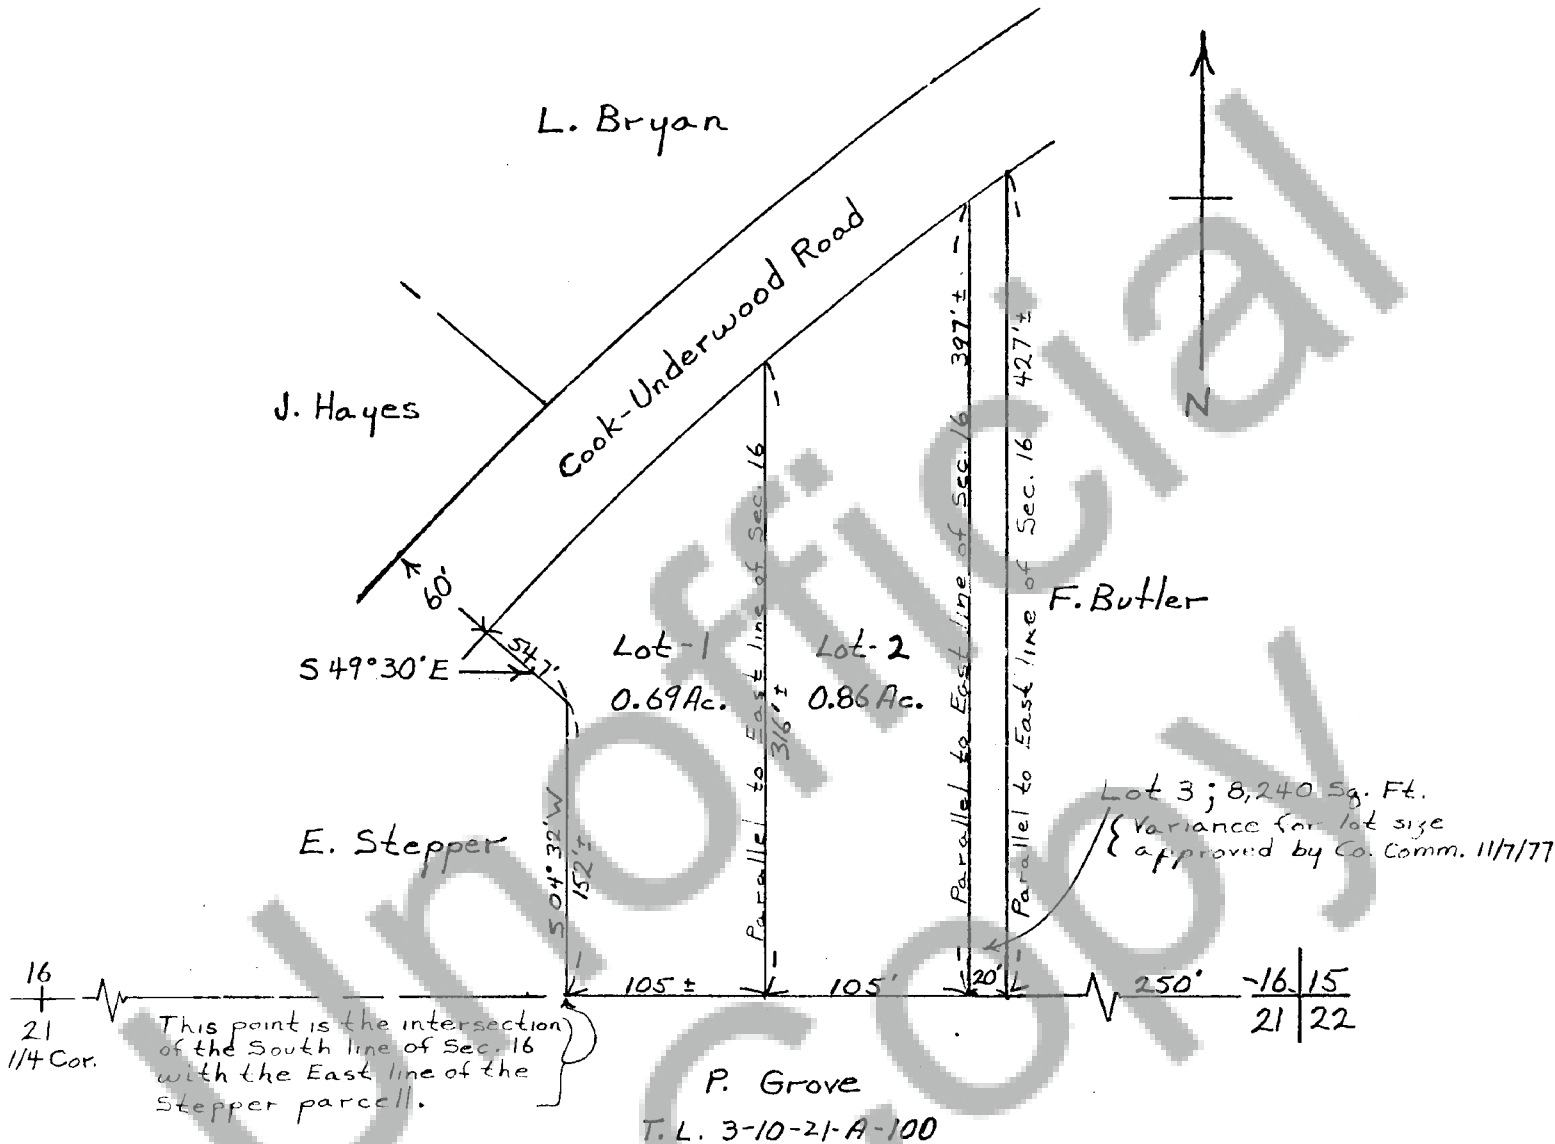 L. Bryan
Cook-Underwood Road
J. Hayes
N
60'
54.7'
S 49°30' E
Lot-1
0.69 Ac.
Lot-2
0.86 Ac.
Parallel to East line of Sec. 16
316' ±
Parallel to East line of Sec. 16 397' ±
Parallel to East line of Sec. 16 427' ±
F. Butler
E. Stepper
S 04° 32' W
152' ±
Lot 3 ; 8,240 Sq. Ft.
Variance for lot size
approved by Co. Comm. 11/7/77
105 ±
105'
20'
250'
16
21
1/4 Cor.
16 15
21 22
This point is the intersection
of the South line of Sec. 16
with the East line of the
Stepper parcell.
P. Grove
T. L. 3-10-21-A-100
Unofficial
Copy